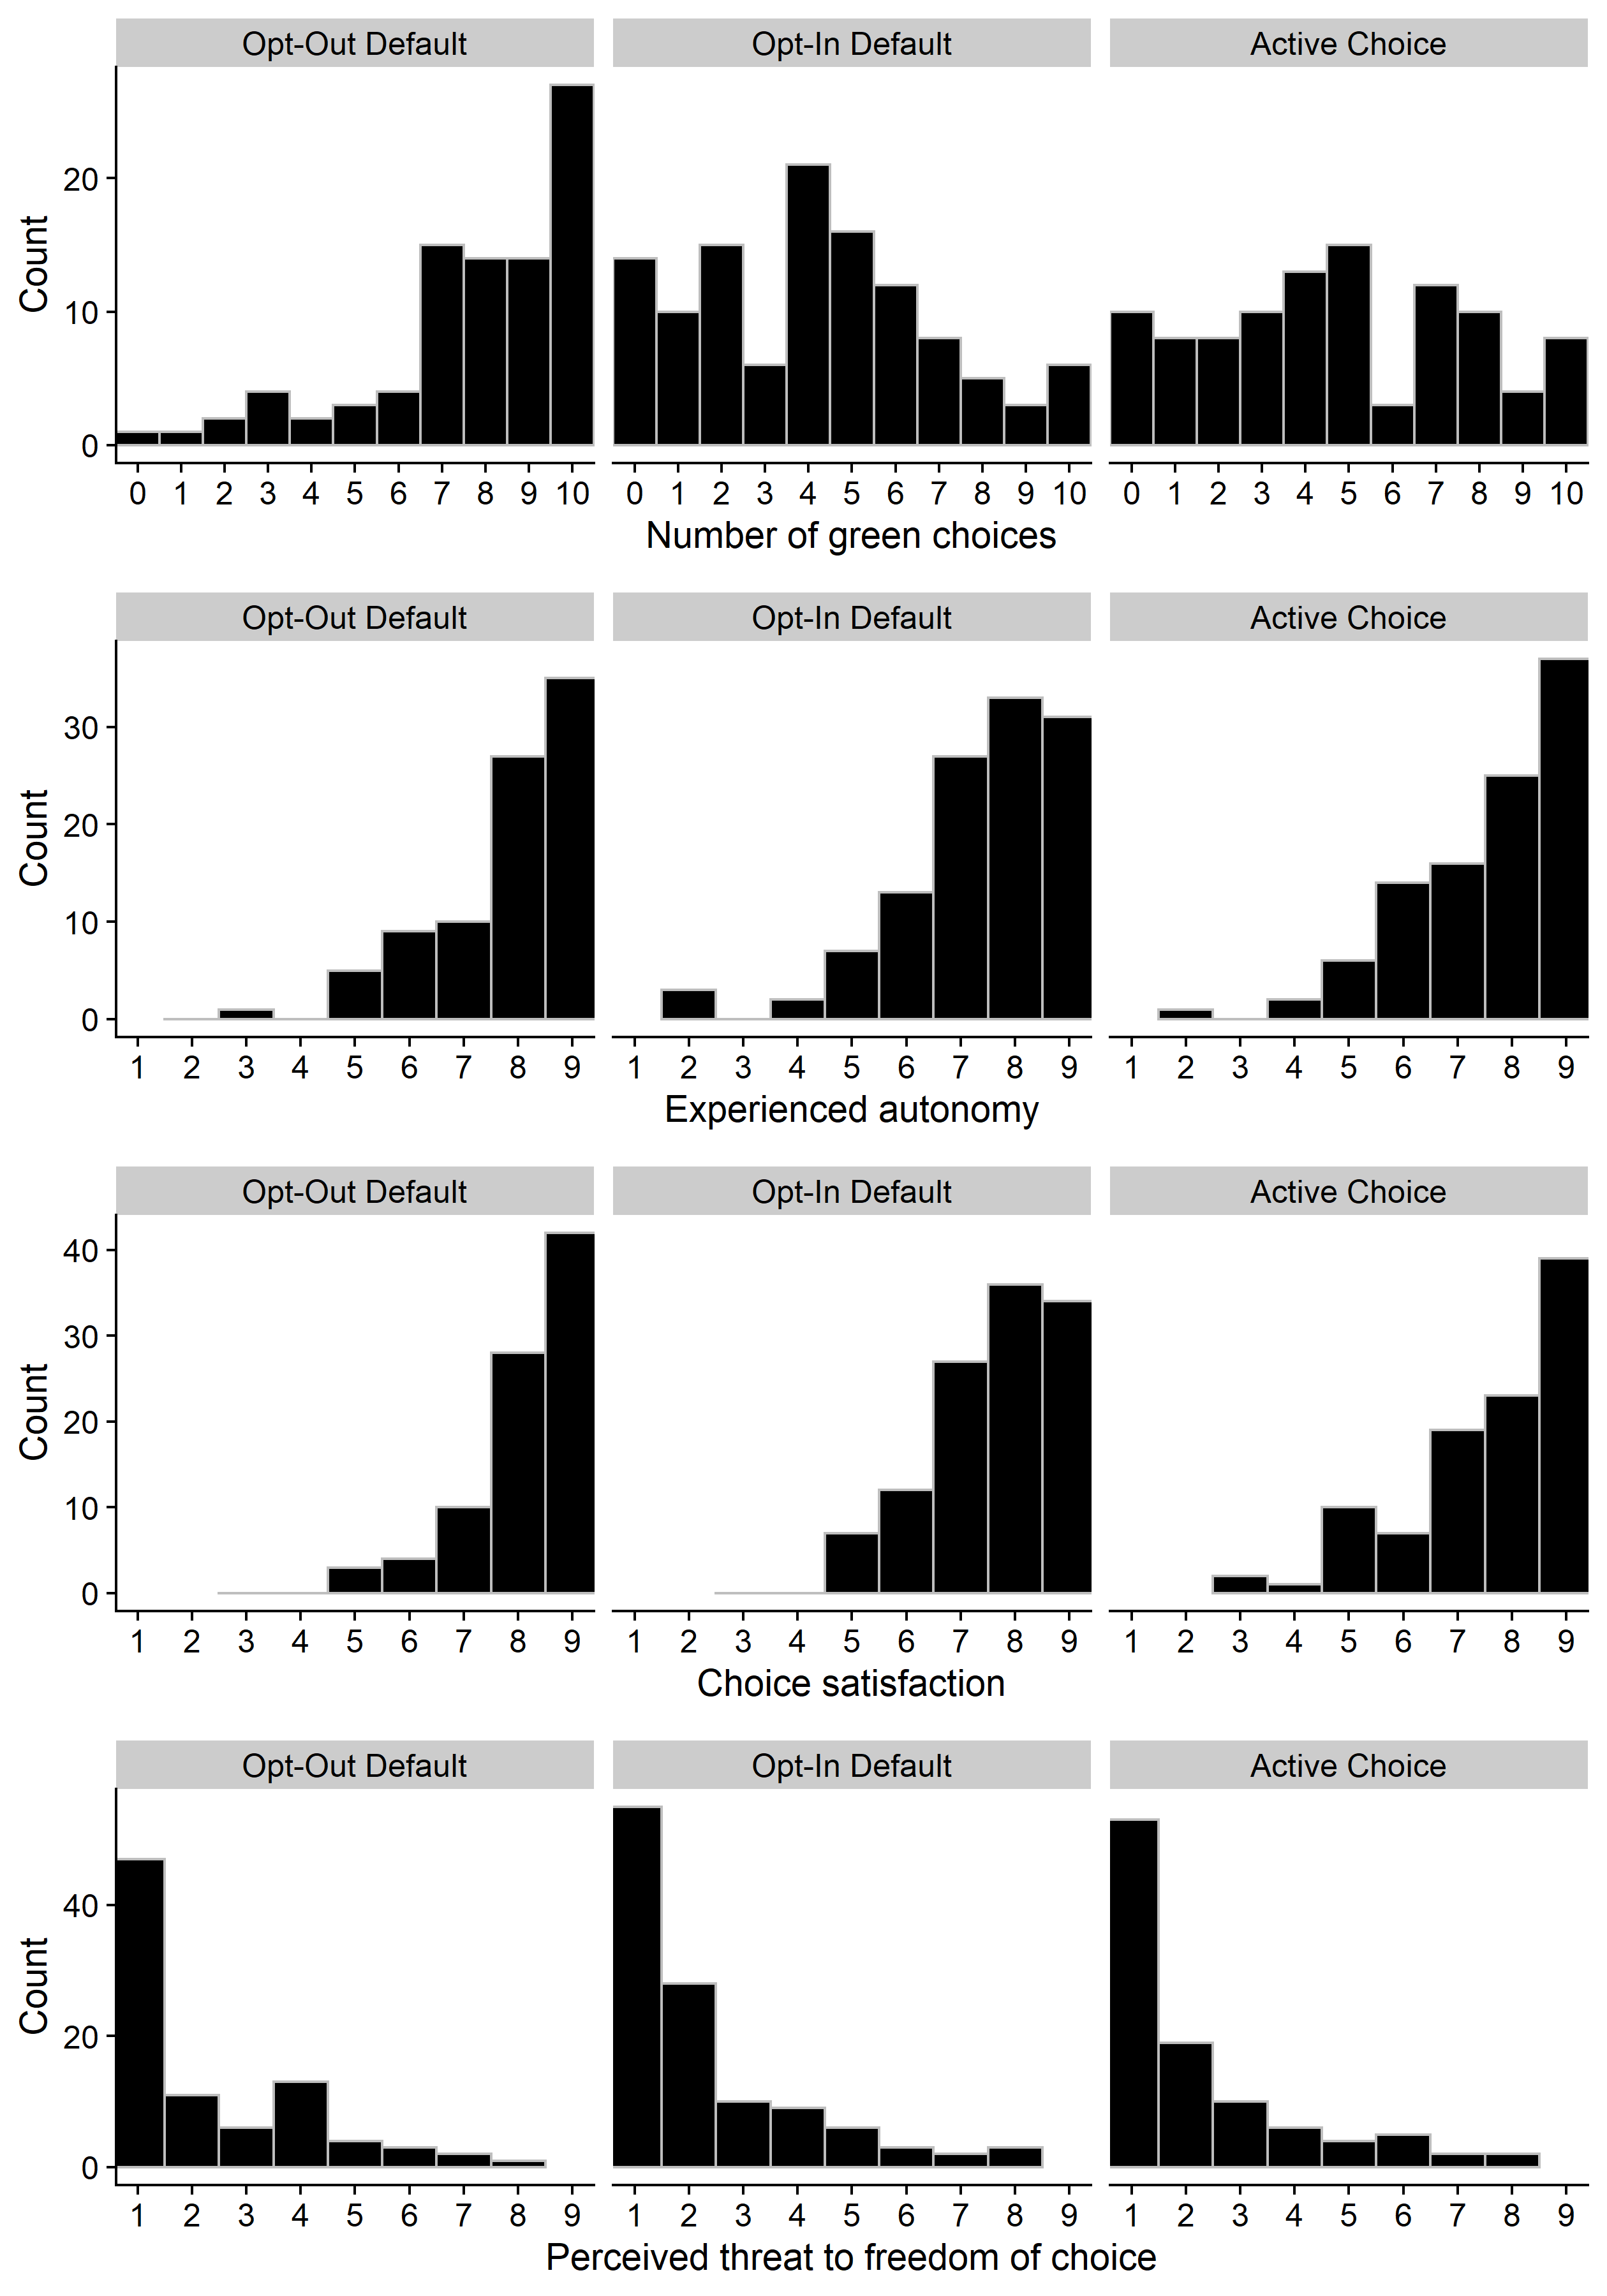 Opt-Out Default Opt-In Default Active Choice
Count
20
10
0
0 1 2 3 4 5 6 7 8 9 10 0 1 2 3 4 5 6 7 8 9 10 0 1 2 3 4 5 6 7 8 9 10
Number of green choices
Opt-Out Default Opt-In Default Active Choice
Count
30
20
10
0
1 2 3 4 5 6 7 8 9 1 2 3 4 5 6 7 8 9 1 2 3 4 5 6 7 8 9
Experienced autonomy
Opt-Out Default Opt-In Default Active Choice
Count
40
30
20
10
0
1 2 3 4 5 6 7 8 9 1 2 3 4 5 6 7 8 9 1 2 3 4 5 6 7 8 9
Choice satisfaction
Opt-Out Default Opt-In Default Active Choice
Count
40
20
0
1 2 3 4 5 6 7 8 9 1 2 3 4 5 6 7 8 9 1 2 3 4 5 6 7 8 9
Perceived threat to freedom of choice